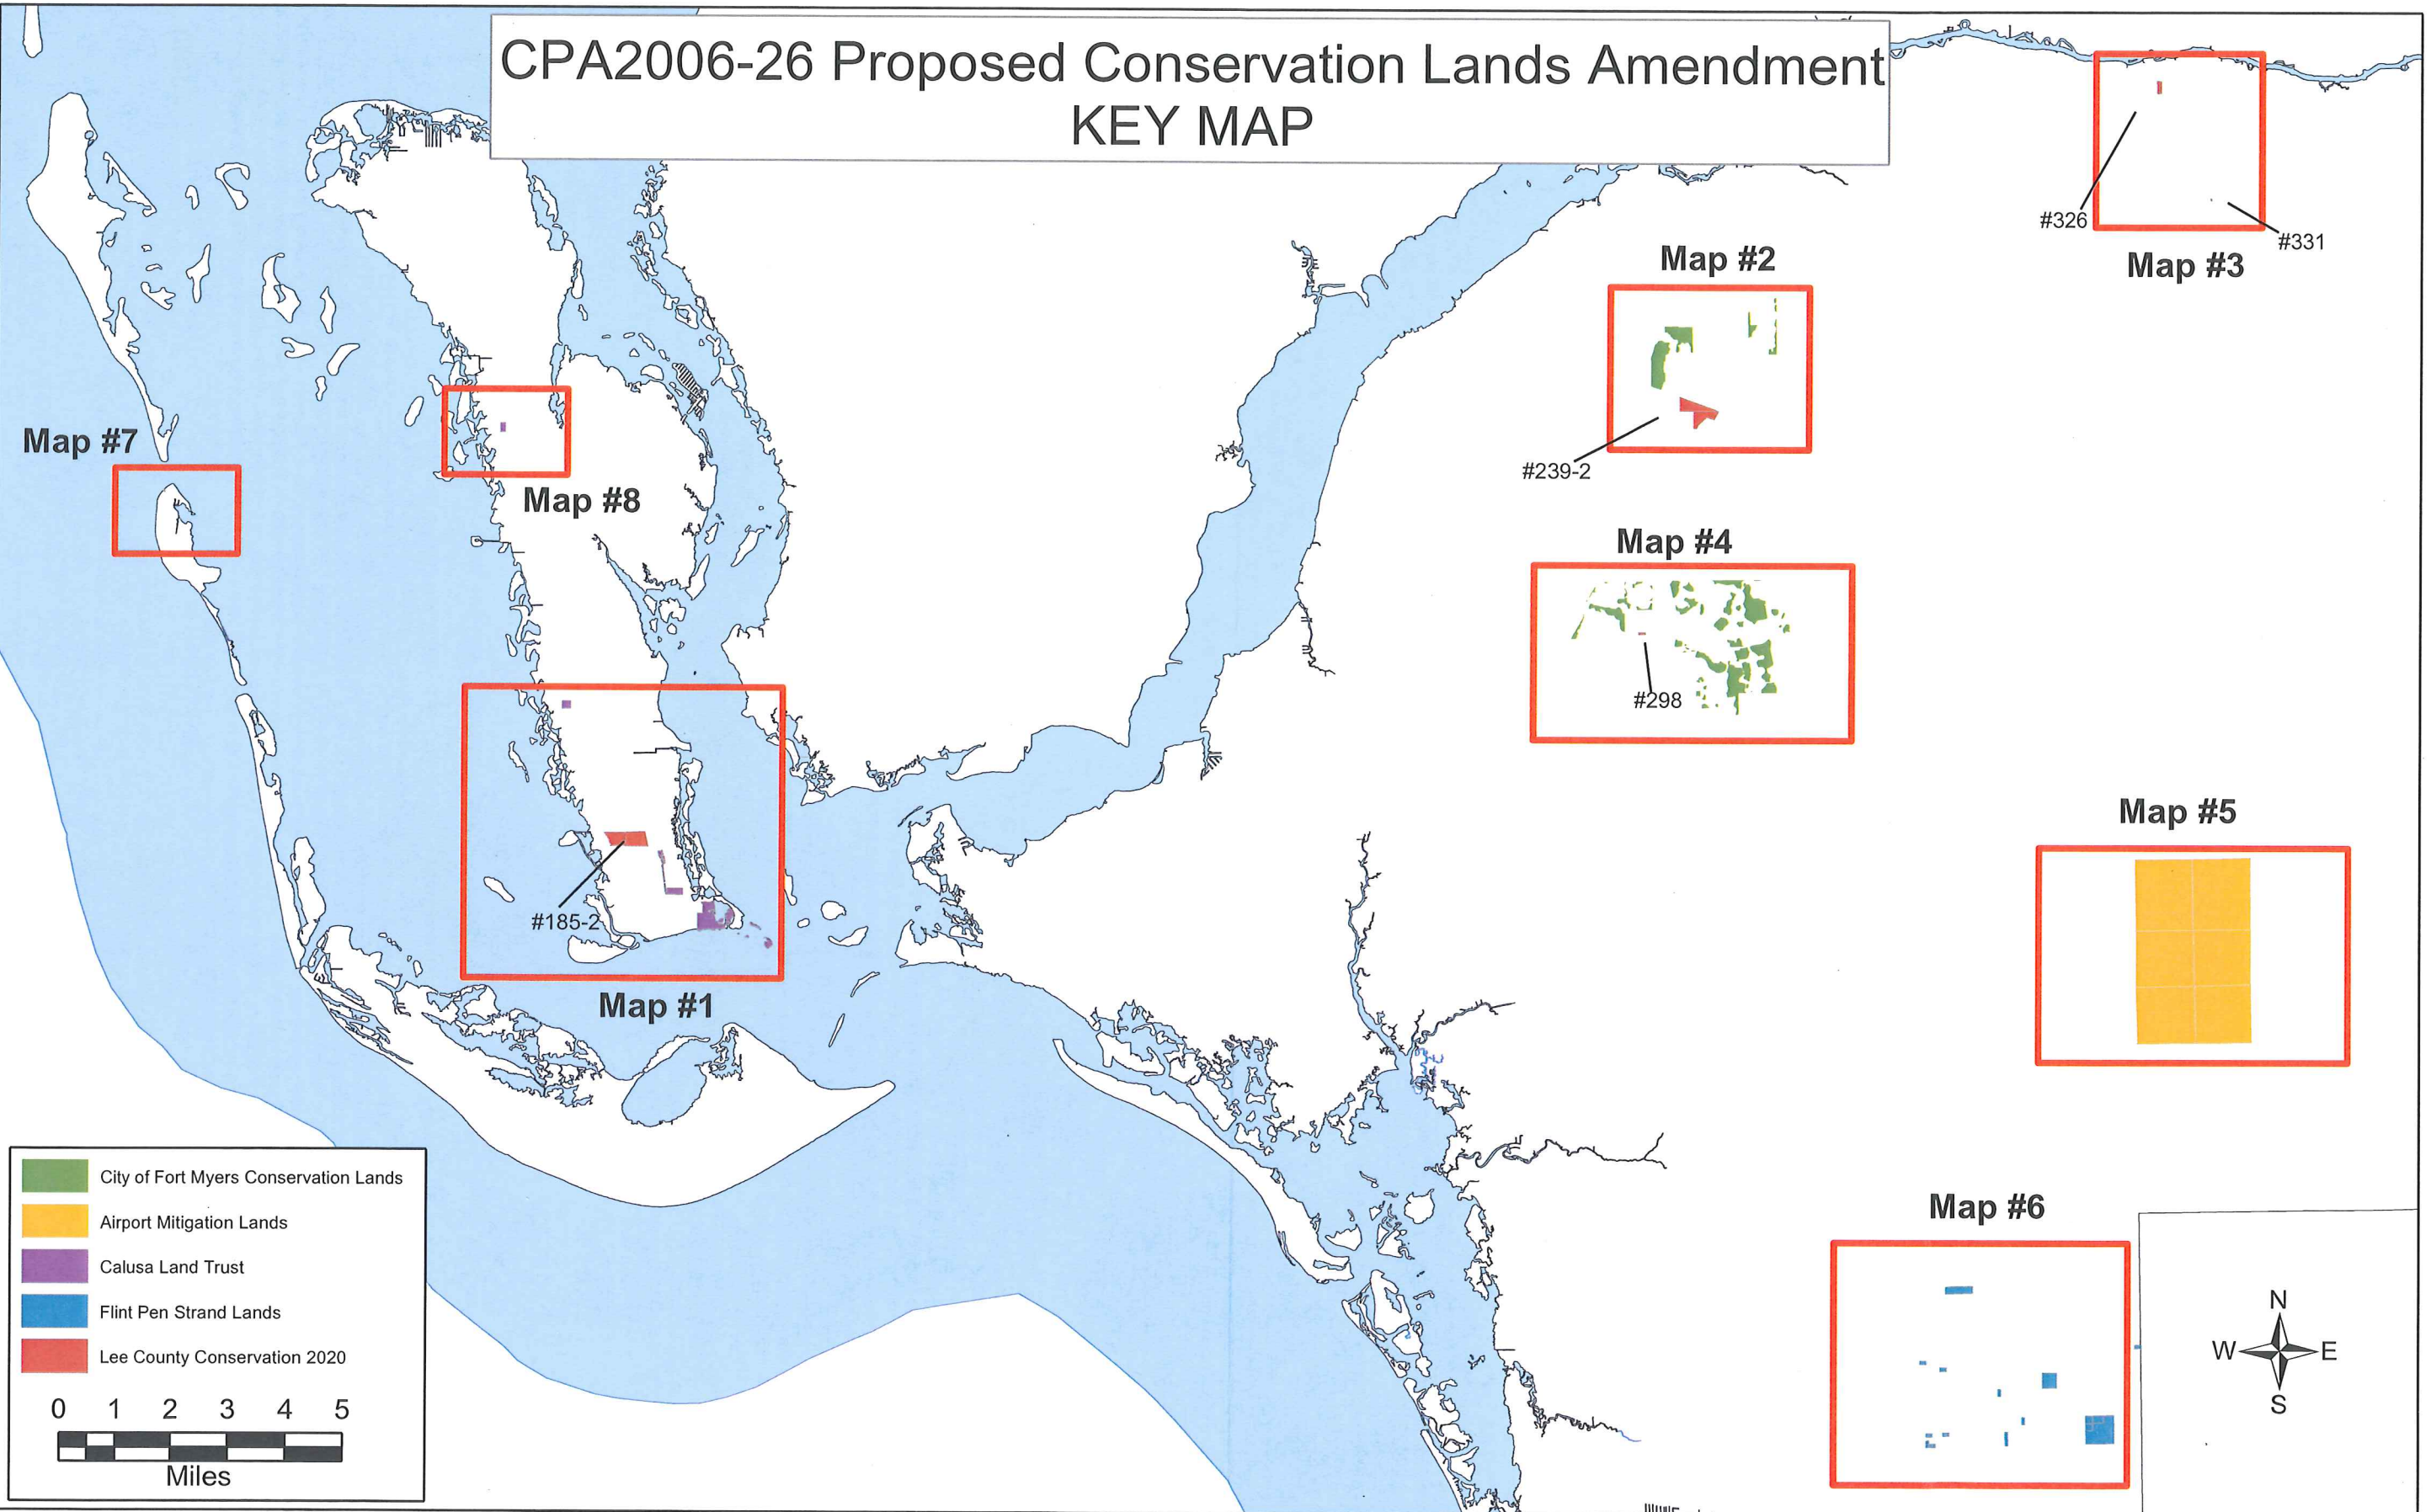 CPA2006-26 Proposed Conservation Lands Amendment
KEY MAP
#326
#331
Map #3
Map #2
#239-2
Map #7
Map #8
Map #4
#298
Map #5
#185-2
Map #1
Map #6
City of Fort Myers Conservation Lands
Airport Mitigation Lands
Calusa Land Trust
Flint Pen Strand Lands
Lee County Conservation 2020
0 1 2 3 4 5
Miles
N
W E
S